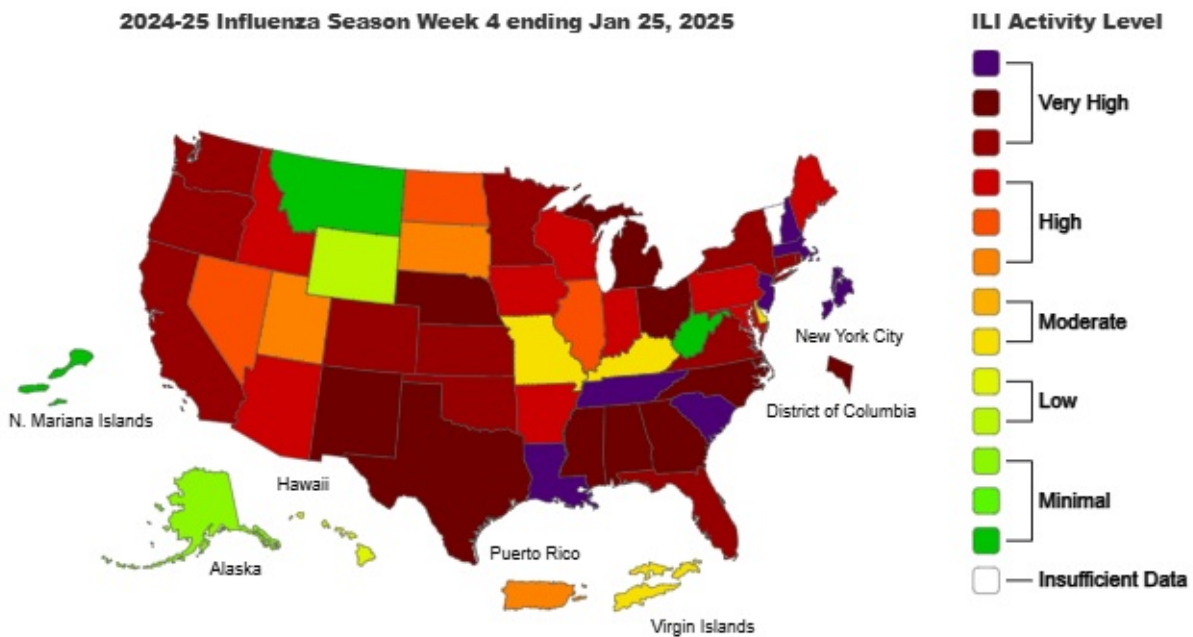 2024-25 Influenza Season Week 4 ending Jan 25, 2025
ILI Activity Level
Very High
High
Moderate
Low
Minimal
Insufficient Data
New York City
District of Columbia
N. Mariana Islands
Hawaii
Alaska
Puerto Rico
Virgin Islands